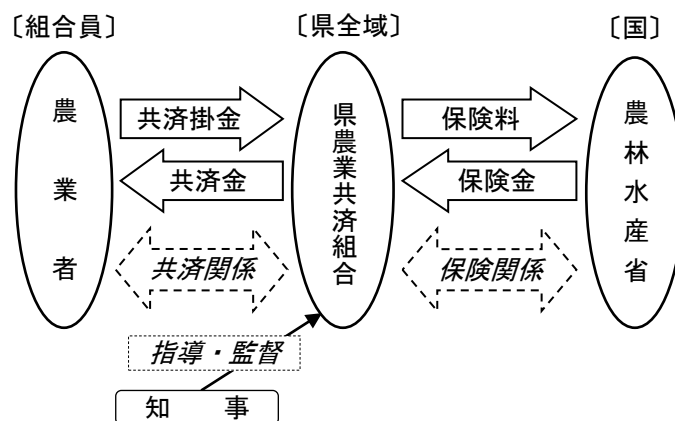 〔組合員〕
〔県全域〕
〔国〕
農業者
共済掛金
共済金
共済関係
県農業共済組合
保険料
保険金
保険関係
農林水産省
指導・監督
知　事